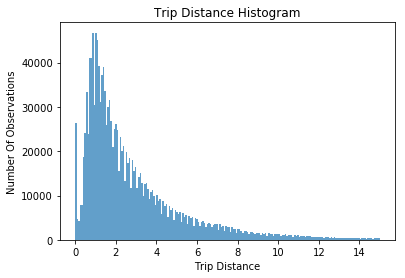 Trip Distance Histogram
Number Of Observations
40000
30000
20000
10000
0
0 2 4 6 8 10 12 14
Trip Distance